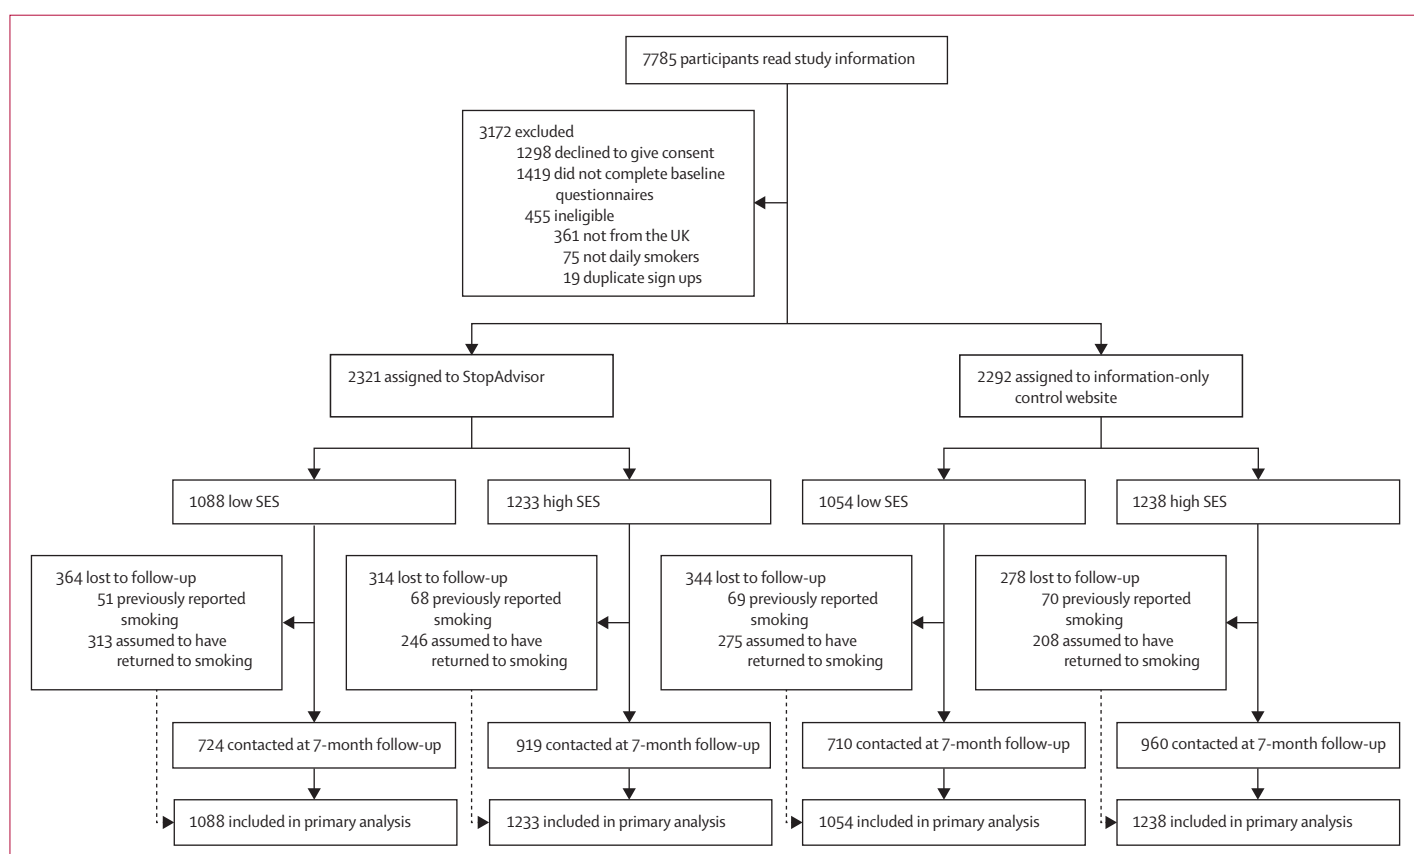 7785 participants read study information
3172 excluded
1298 declined to give consent
1419 did not complete baseline
questionnaires
455 ineligible
361 not from the UK
75 not daily smokers
19 duplicate sign ups
2321 assigned to StopAdvisor
2292 assigned to information-only
control website
1088 low SES
1233 high SES
1054 low SES
1238 high SES
364 lost to follow-up
51 previously reported
smoking
313 assumed to have
returned to smoking
314 lost to follow-up
68 previously reported
smoking
246 assumed to have
returned to smoking
344 lost to follow-up
69 previously reported
smoking
275 assumed to have
returned to smoking
278 lost to follow-up
70 previously reported
smoking
208 assumed to have
returned to smoking
724 contacted at 7-month follow-up
919 contacted at 7-month follow-up
710 contacted at 7-month follow-up
960 contacted at 7-month follow-up
1088 included in primary analysis
1233 included in primary analysis
1054 included in primary analysis
1238 included in primary analysis